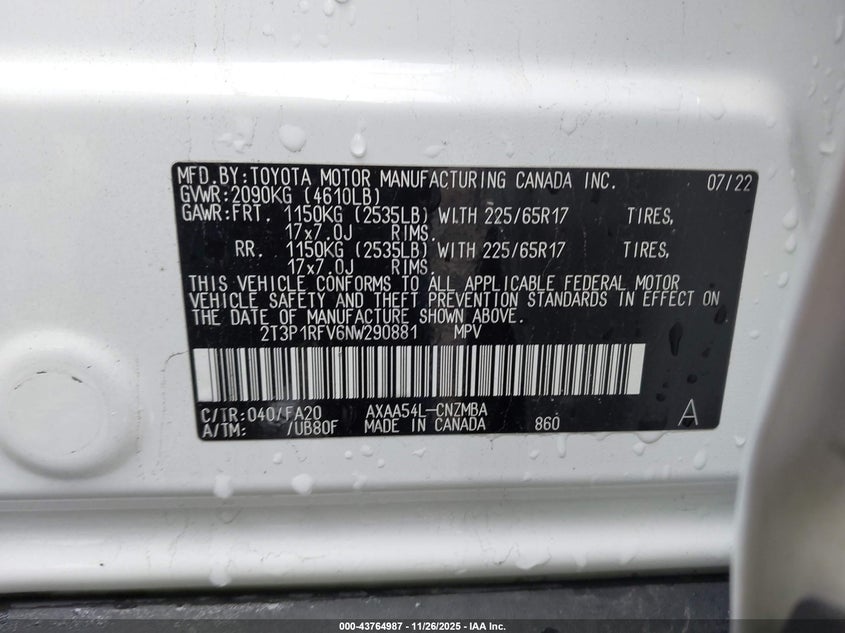 MFD.BY:TOYOTA MOTOR MANUFACTURING CANADA INC. 07/22
GVWR:2090KG (4610LB)
GAWR:FRT. 1150KG (2535LB) WITH 225/65R17 TIRES,
17x7.0J RIMS.
RR. 1150KG (2535LB) WITH 225/65R17 TIRES,
17x7.0J RIMS.
THIS VEHICLE CONFORMS TO ALL APPLICABLE FEDERAL MOTOR
VEHICLE SAFETY AND THEFT PREVENTION STANDARDS IN EFFECT ON
THE DATE OF MANUFACTURE SHOWN ABOVE.
2T3P1RFV6NW290881 MPV
C/TR:040/FA20 AXAA54L-CNZMBA A
A/TM: /UB80F MADE IN CANADA 860
000-43764987 - 11/26/2025 - IAA Inc.